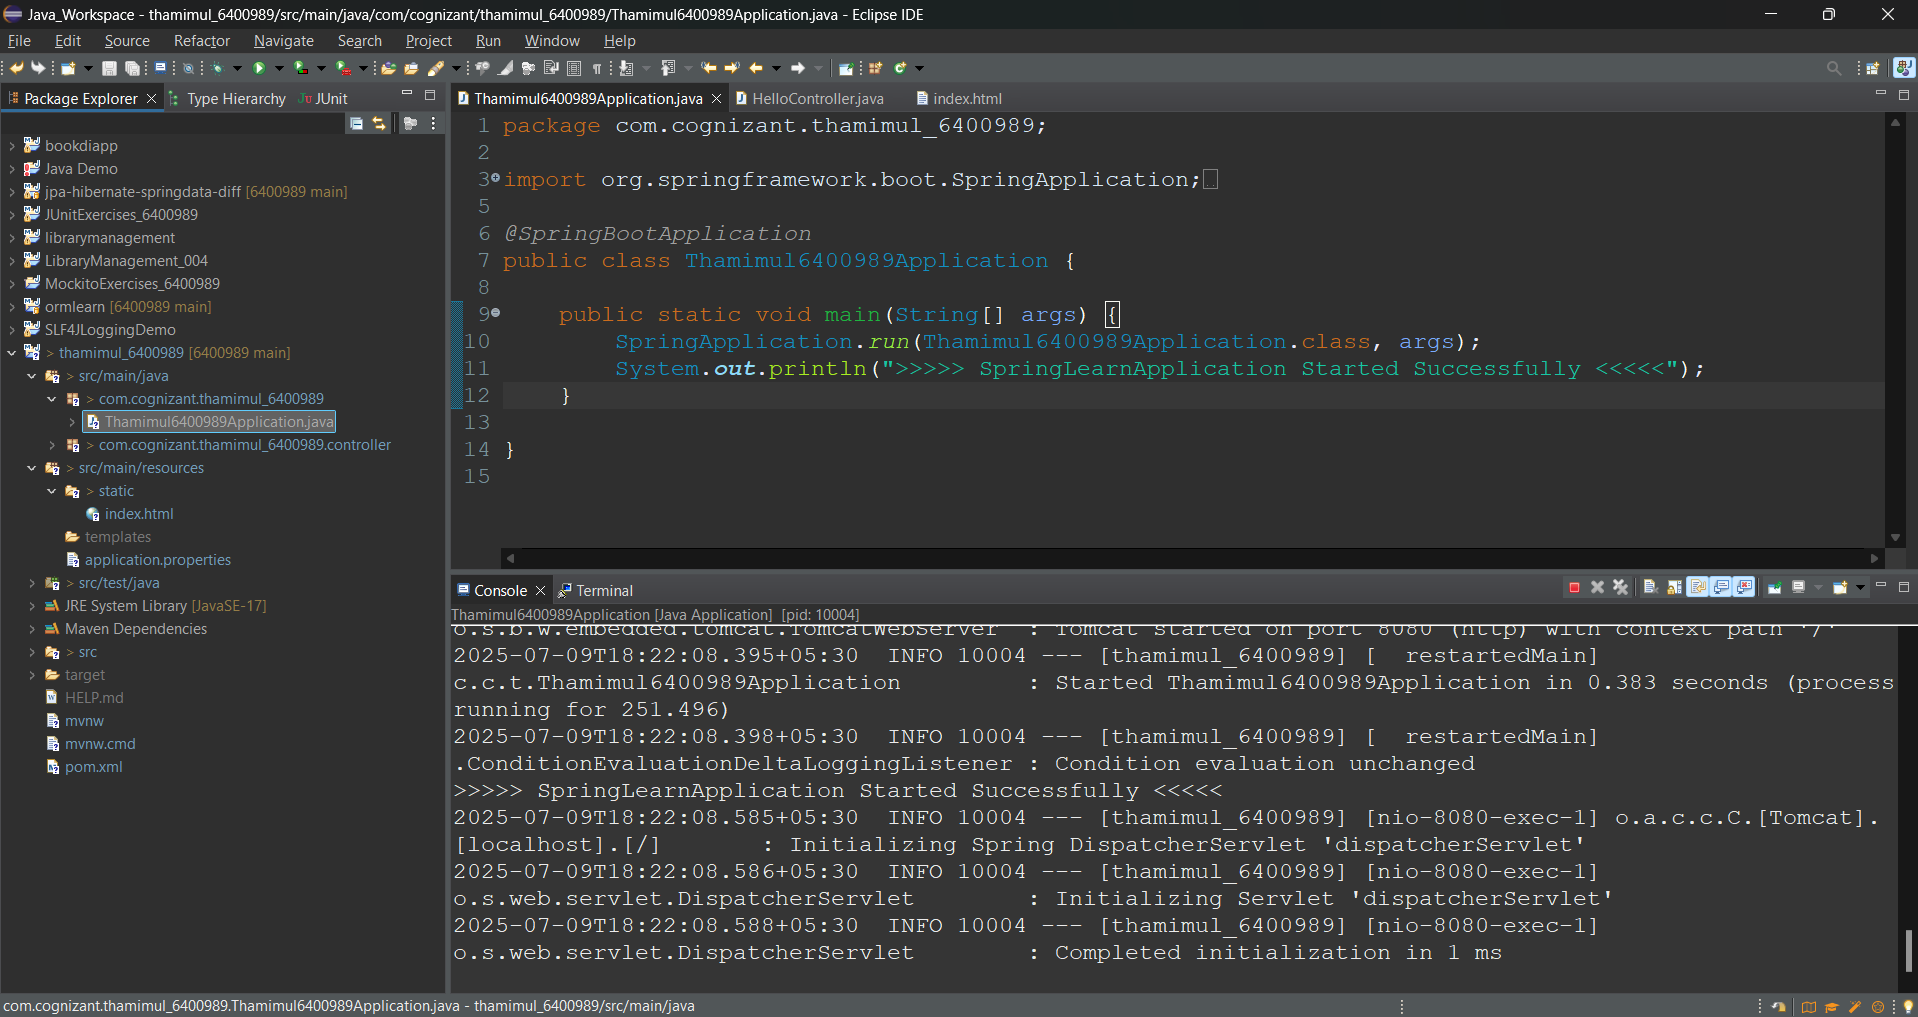 Java_Workspace - thamimul_6400989/src/main/java/com/cognizant/thamimul_6400989/Thamimul6400989Application.java - Eclipse IDE
File Edit Source Refactor Navigate Search Project Run Window Help
Package Explorer Type Hierarchy JUnit
bookdiapp
Java Demo
jpa-hibernate-springdata-diff [6400989 main]
JUnitExercises_6400989
librarymanagement
LibraryManagement_004
MockitoExercises_6400989
ormlearn [6400989 main]
SLF4JLoggingDemo
> thamimul_6400989 [6400989 main]
> src/main/java
> com.cognizant.thamimul_6400989
Thamimul6400989Application.java
> com.cognizant.thamimul_6400989.controller
> src/main/resources
> static
index.html
templates
application.properties
> src/test/java
JRE System Library [JavaSE-17]
Maven Dependencies
> src
target
HELP.md
mvnw
mvnw.cmd
pom.xml
Thamimul6400989Application.java HelloController.java index.html
1 package com.cognizant.thamimul_6400989;
2
3 import org.springframework.boot.SpringApplication;
5
6 @SpringBootApplication
7 public class Thamimul6400989Application {
8
9 public static void main(String[] args) {
10 SpringApplication.run(Thamimul6400989Application.class, args);
11 System.out.println(">>>>> SpringLearnApplication Started Successfully <<<<<");
12 }
13
14 }
15
Console Terminal
Thamimul6400989Application [Java Application] [pid: 10004]
o.s.b.w.embedded.tomcat.TomcatWebServer : Tomcat started on port 8080 (http) with context path '/'
2025-07-09T18:22:08.395+05:30 INFO 10004 --- [thamimul_6400989] [ restartedMain]
c.c.t.Thamimul6400989Application : Started Thamimul6400989Application in 0.383 seconds (process
running for 251.496)
2025-07-09T18:22:08.398+05:30 INFO 10004 --- [thamimul_6400989] [ restartedMain]
.ConditionEvaluationDeltaLoggingListener : Condition evaluation unchanged
>>>>> SpringLearnApplication Started Successfully <<<<<
2025-07-09T18:22:08.585+05:30 INFO 10004 --- [thamimul_6400989] [nio-8080-exec-1] o.a.c.c.C.[Tomcat].
[localhost].[/] : Initializing Spring DispatcherServlet 'dispatcherServlet'
2025-07-09T18:22:08.586+05:30 INFO 10004 --- [thamimul_6400989] [nio-8080-exec-1]
o.s.web.servlet.DispatcherServlet : Initializing Servlet 'dispatcherServlet'
2025-07-09T18:22:08.588+05:30 INFO 10004 --- [thamimul_6400989] [nio-8080-exec-1]
o.s.web.servlet.DispatcherServlet : Completed initialization in 1 ms
com.cognizant.thamimul_6400989.Thamimul6400989Application.java - thamimul_6400989/src/main/java